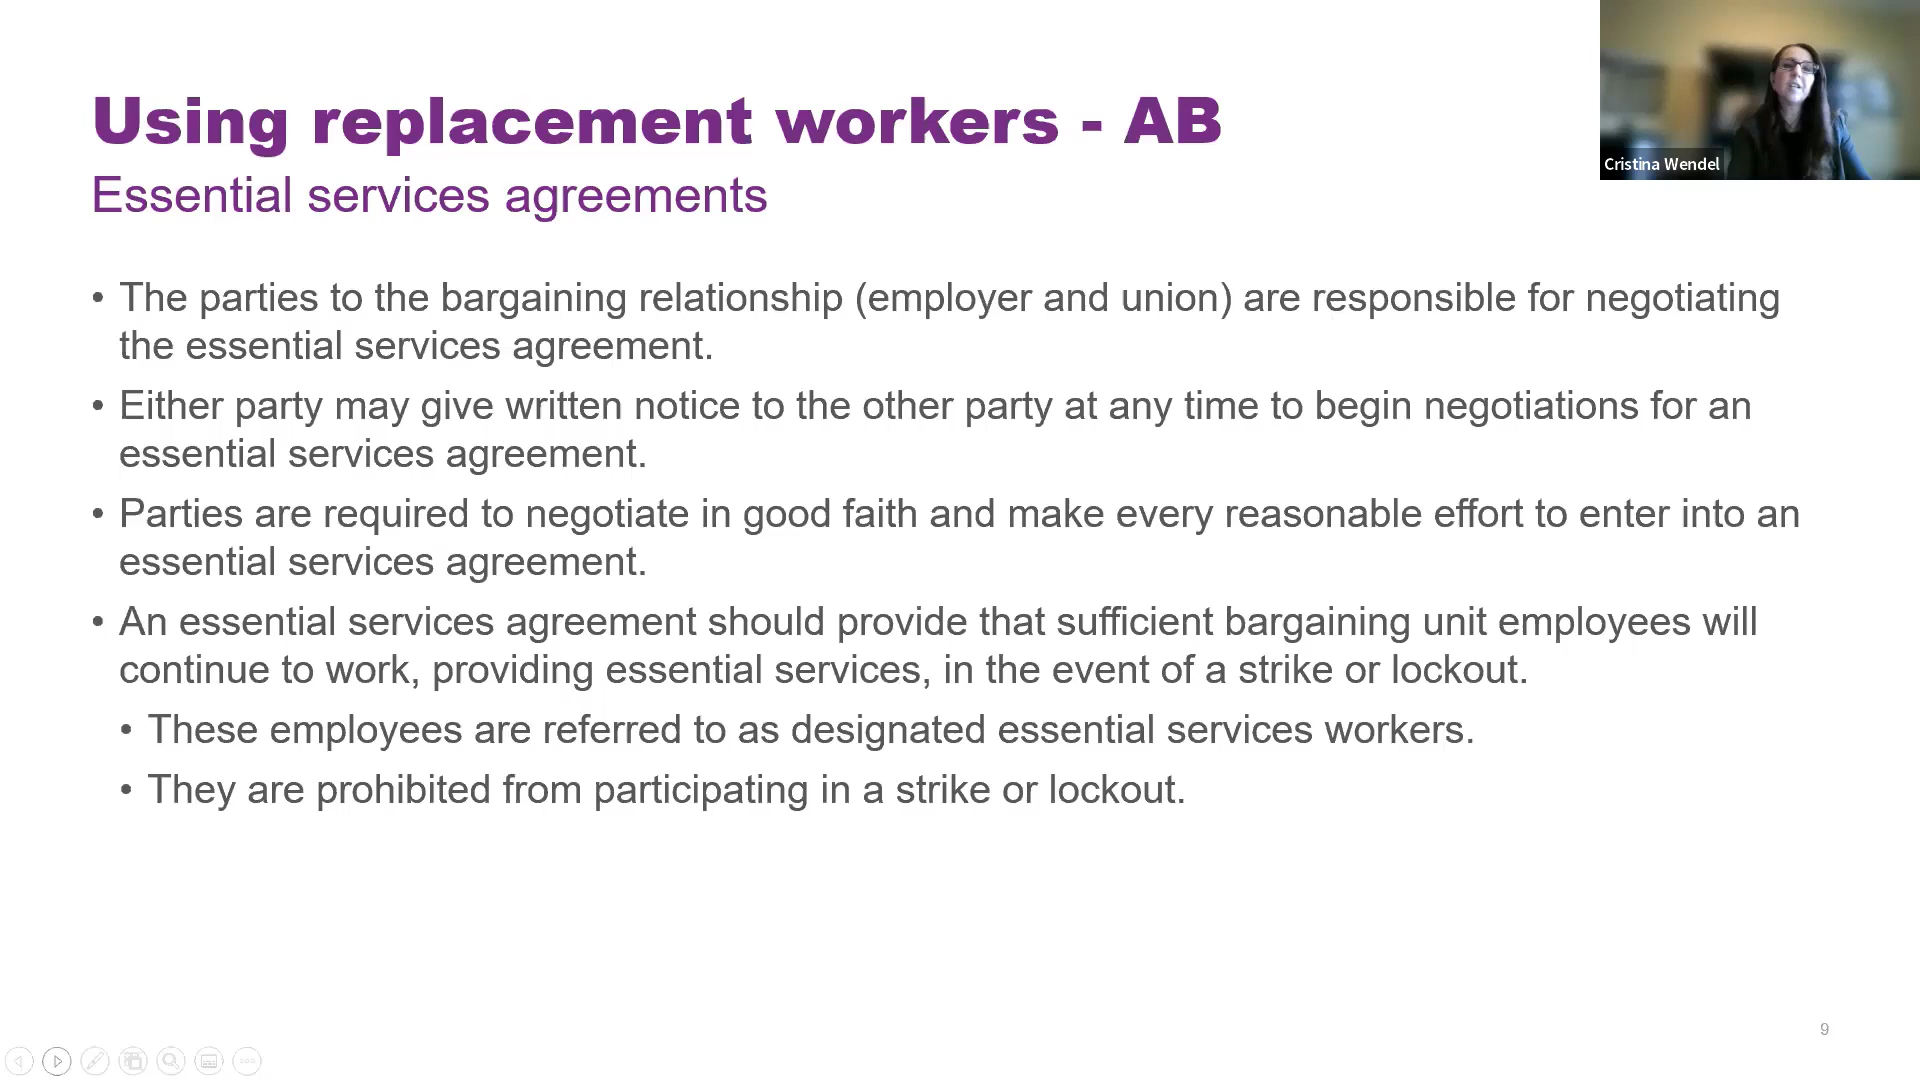 Using replacement workers - AB
Cristina Wendel
Essential services agreements
• The parties to the bargaining relationship (employer and union) are responsible for negotiating
the essential services agreement.
• Either party may give written notice to the other party at any time to begin negotiations for an
essential services agreement.
• Parties are required to negotiate in good faith and make every reasonable effort to enter into an
essential services agreement.
• An essential services agreement should provide that sufficient bargaining unit employees will
continue to work, providing essential services, in the event of a strike or lockout.
• These employees are referred to as designated essential services workers.
• They are prohibited from participating in a strike or lockout.
9